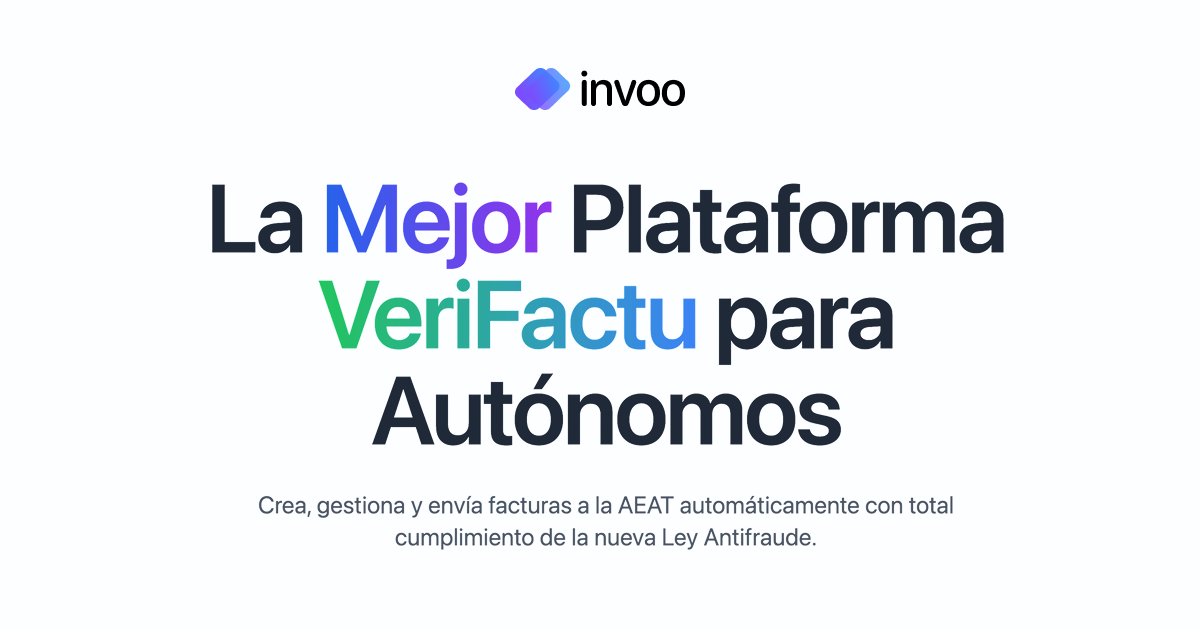 invoo
La Mejor Plataforma
VeriFactu para
Autónomos
Crea, gestiona y envía facturas a la AEAT automáticamente con total
cumplimiento de la nueva Ley Antifraude.